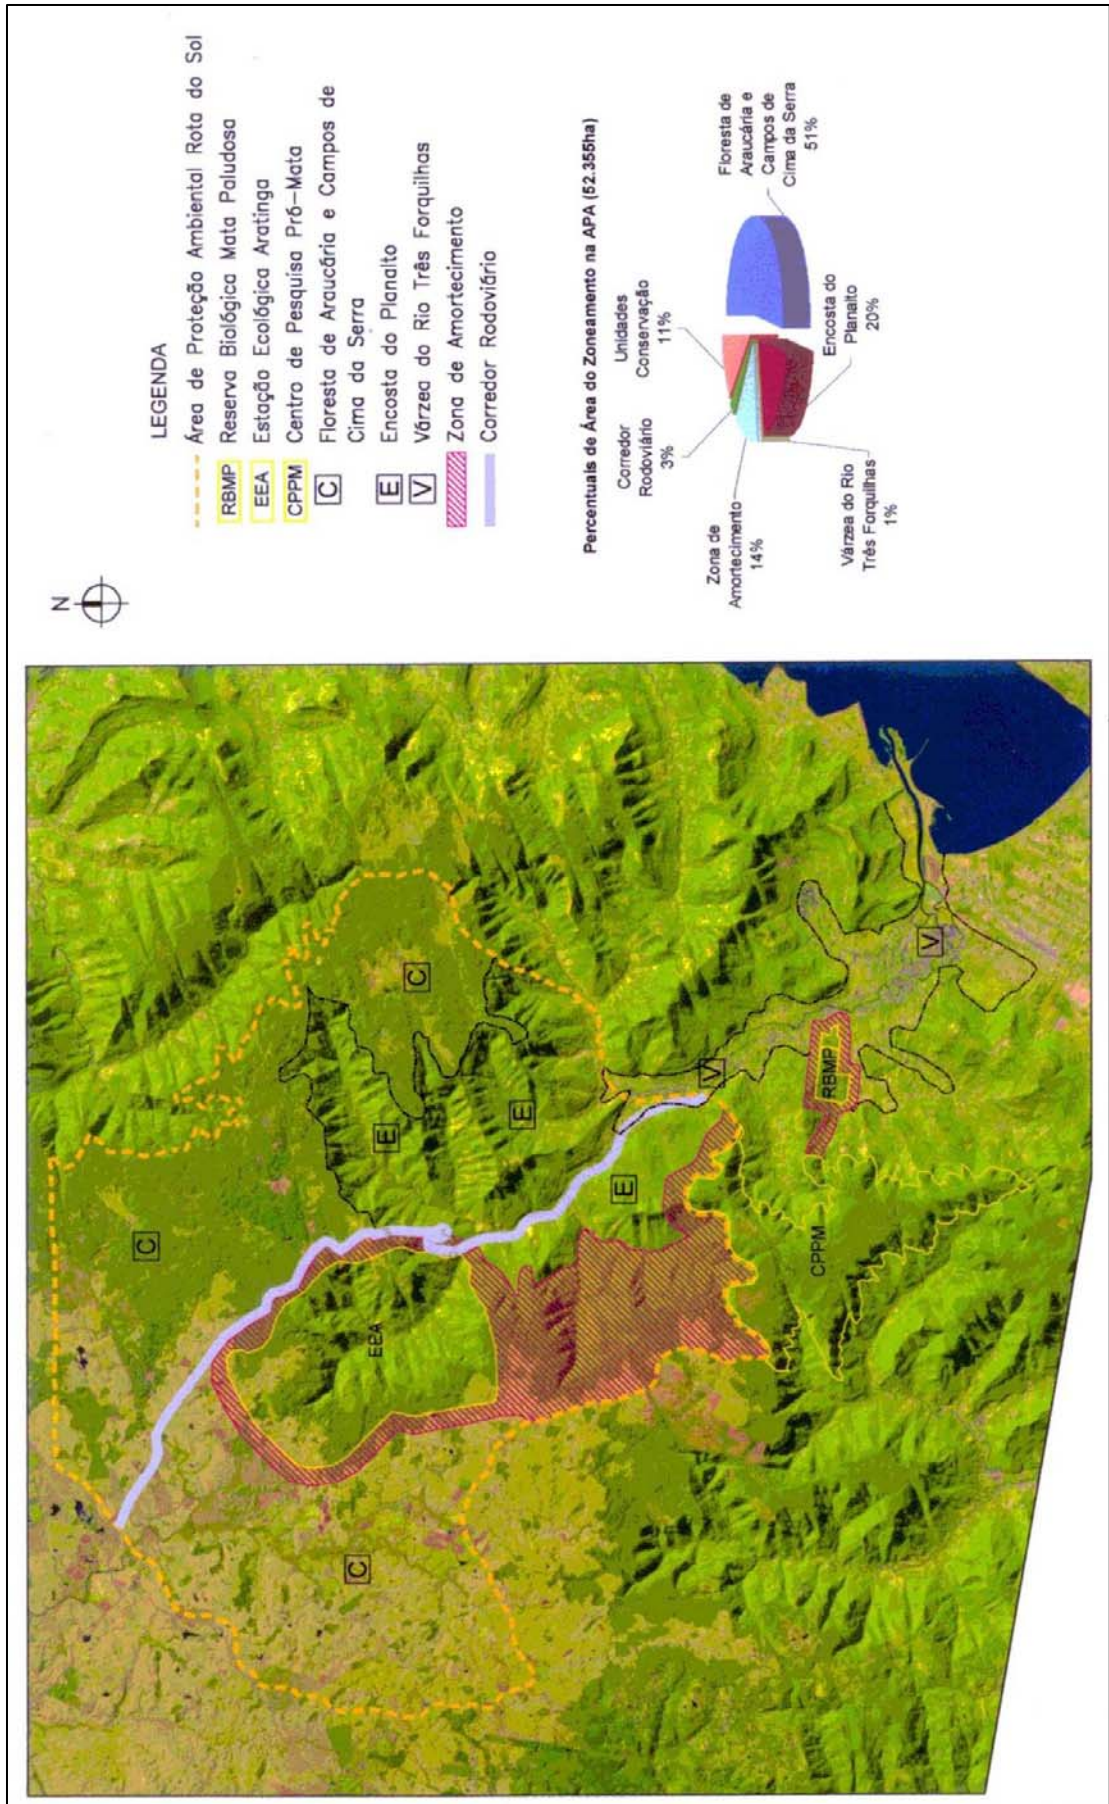 N
LEGENDA
Área de Proteção Ambiental Rota do Sol
RBMP Reserva Biológica Mata Paludosa
EEA Estação Ecológica Aratinga
CPPM Centro de Pesquisa Pró-Mata
C Floresta de Araucária e Campos de
Cima da Serra
E Encosta do Planalto
V Várzea do Rio Três Forquilhas
Zona de Amortecimento
Corredor Rodoviário
Percentuais de Área do Zoneamento na APA (52.355ha)
Unidades
Conservação
11%
Corredor
Rodoviário
3%
Zona de
Amortecimento
14%
Várzea do Rio
Três Forquilhas
1%
Encosta do
Planalto
20%
Floresta de
Araucária e
Campos de
Cima da Serra
51%
C
C
C
E
E
E
EEA
V
V
RBMP
CPPM